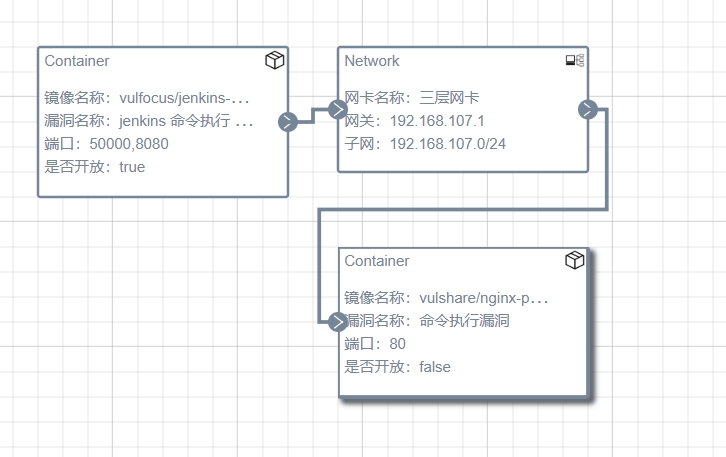 Container
镜像名称：vulfocus/jenkins-...
漏洞名称：jenkins 命令执行 ...
端口：50000,8080
是否开放：true
Network
网卡名称：三层网卡
网关：192.168.107.1
子网：192.168.107.0/24
Container
镜像名称：vulshare/nginx-p...
漏洞名称：命令执行漏洞
端口：80
是否开放：false